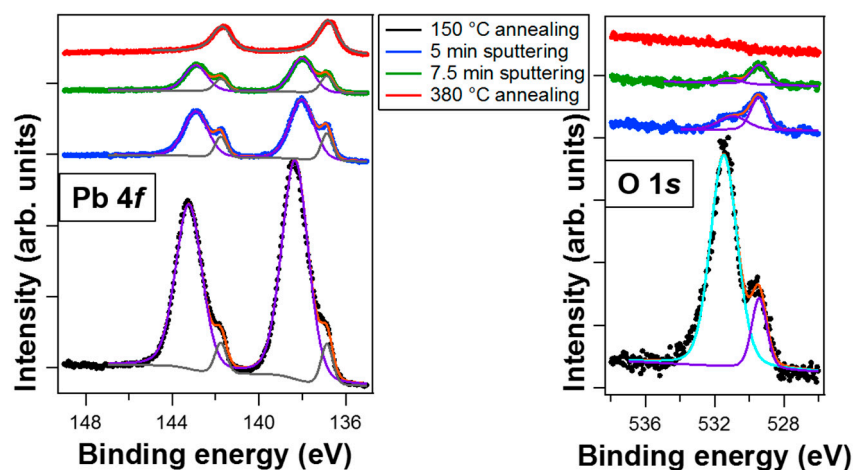 150 °C annealing
5 min sputtering
7.5 min sputtering
380 °C annealing
Pb 4f
O 1s
Intensity (arb. units)
148
144
140
136
Binding energy (eV)
Intensity (arb. units)
536
532
528
Binding energy (eV)